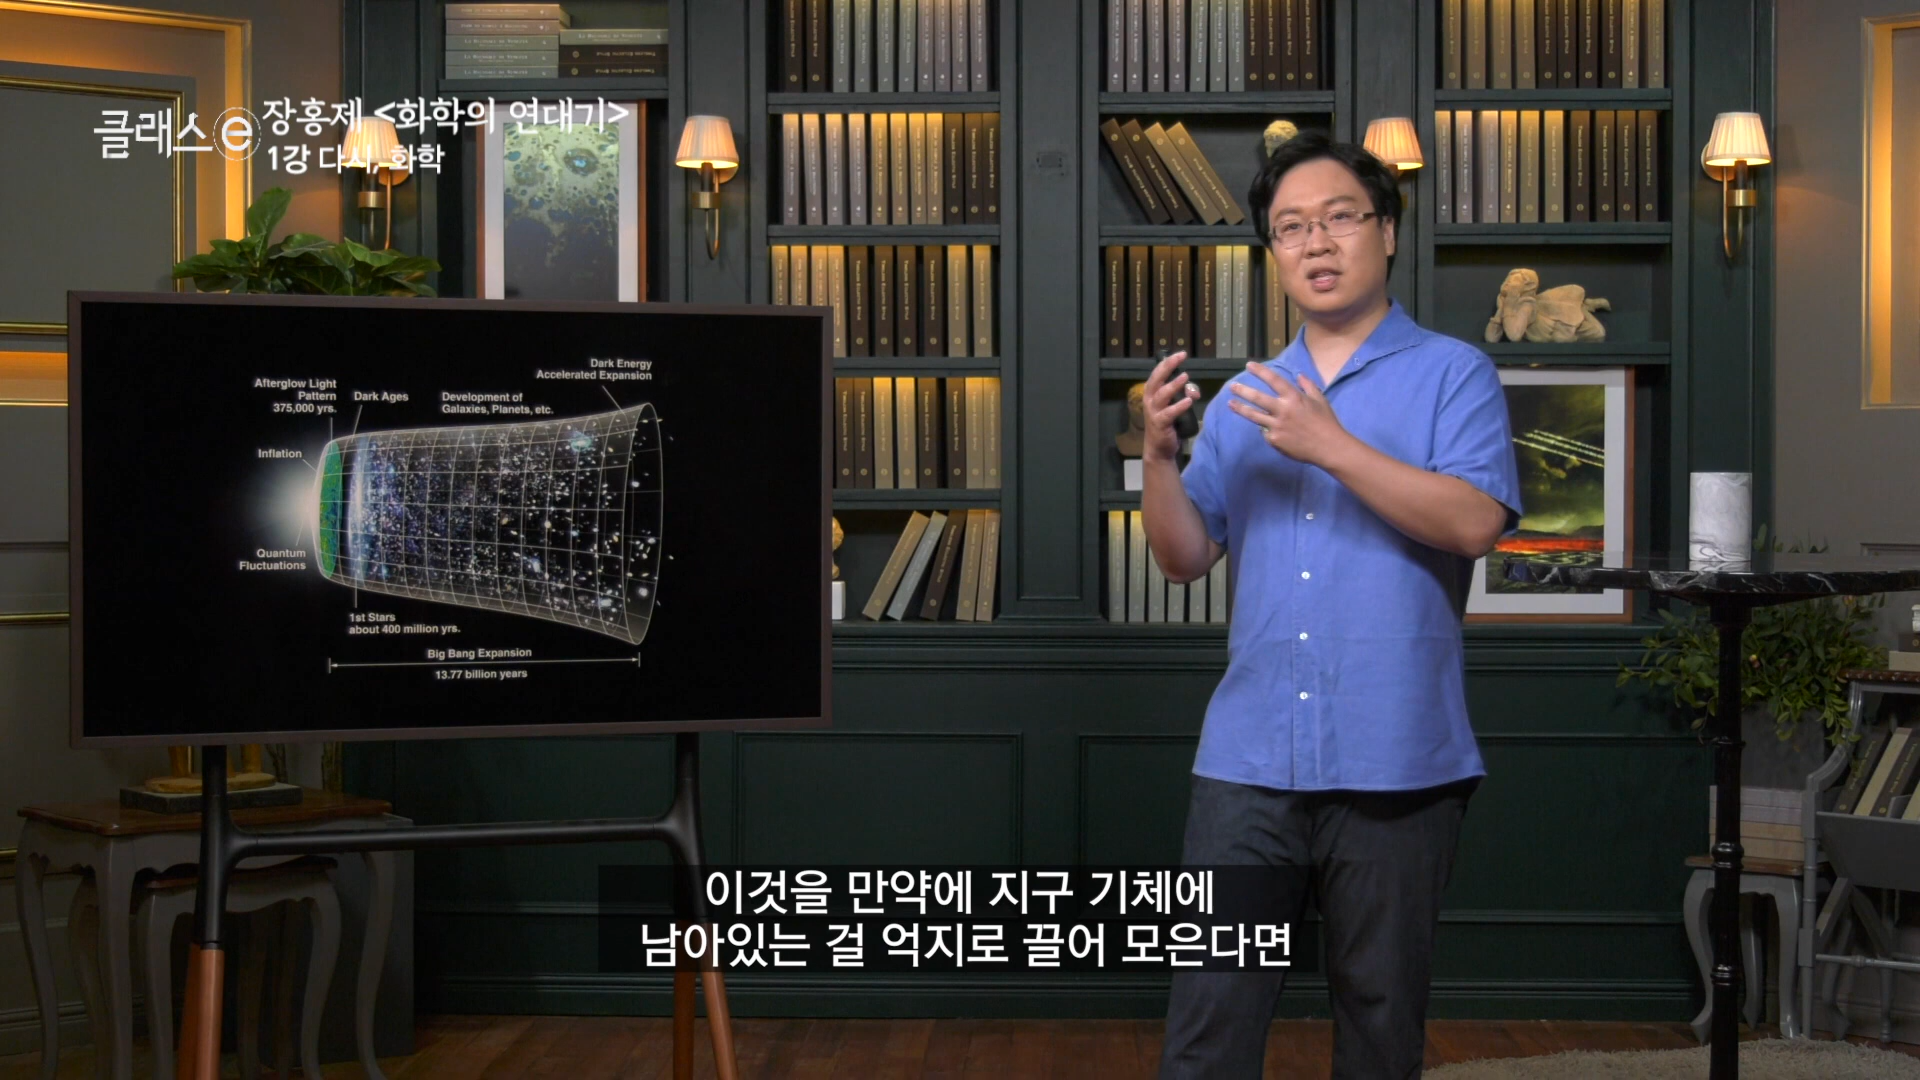 클래스e
장홍제 <화학의 연대기>
1강 다시, 화학
Dark Energy
Accelerated Expansion
Afterglow Light
Pattern
375,000 yrs.
Dark Ages
Development of
Galaxies, Planets, etc.
Inflation
Quantum
Fluctuations
1st Stars
about 400 million yrs.
Big Bang Expansion
13.77 billion years
이것을 만약에 지구 기체에
남아있는 걸 억지로 끌어 모은다면